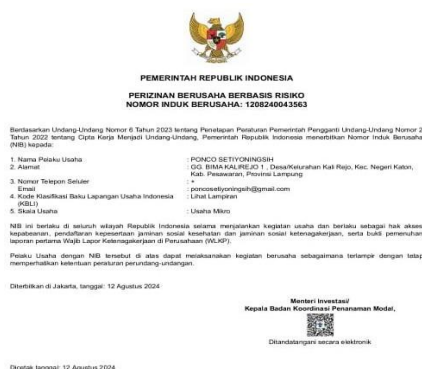 PEMERINTAH REPUBLIK INDONESIA
PERIZINAN BERUSAHA BERBASIS RISIKO
NOMOR INDUK BERUSAHA: 1208240043563
Berdasarkan Undang-Undang Nomor 6 Tahun 2023 tentang Penetapan Peraturan Pemerintah Pengganti Undang-Undang Nomor 2
Tahun 2022 tentang Cipta Kerja Menjadi Undang-Undang, Pemerintah Republik Indonesia menerbitkan Nomor Induk Berusaha
(NIB) kepada:
1. Nama Pelaku Usaha : PONCO SETIYONINGSIH
2. Alamat : GG. BIMA KALIREJO 1 , Desa/Kelurahan Kali Rejo, Kec. Negeri Katon,
Kab. Pesawaran, Provinsi Lampung
3. Nomor Telepon Seluler : +
Email : poncosetiyoningsih@gmail.com
4. Kode Klasifikasi Baku Lapangan Usaha Indonesia : Lihat Lampiran
(KBLI)
5. Skala Usaha : Usaha Mikro
NIB ini berlaku di seluruh wilayah Republik Indonesia selama menjalankan kegiatan usaha dan berlaku sebagai hak akses
kepabeanan, pendaftaran kepesertaan jaminan sosial kesehatan dan jaminan sosial ketenagakerjaan, serta bukti pemenuhan
laporan pertama Wajib Lapor Ketenagakerjaan di Perusahaan (WLKP).
Pelaku Usaha dengan NIB tersebut di atas dapat melaksanakan kegiatan berusaha sebagaimana terlampir dengan tetap
memperhatikan ketentuan peraturan perundang-undangan.
Diterbitkan di Jakarta, tanggal: 12 Agustus 2024
Menteri Investasi/
Kepala Badan Koordinasi Penanaman Modal,
Ditandatangani secara elektronik
Dicetak tanggal: 12 Agustus 2024